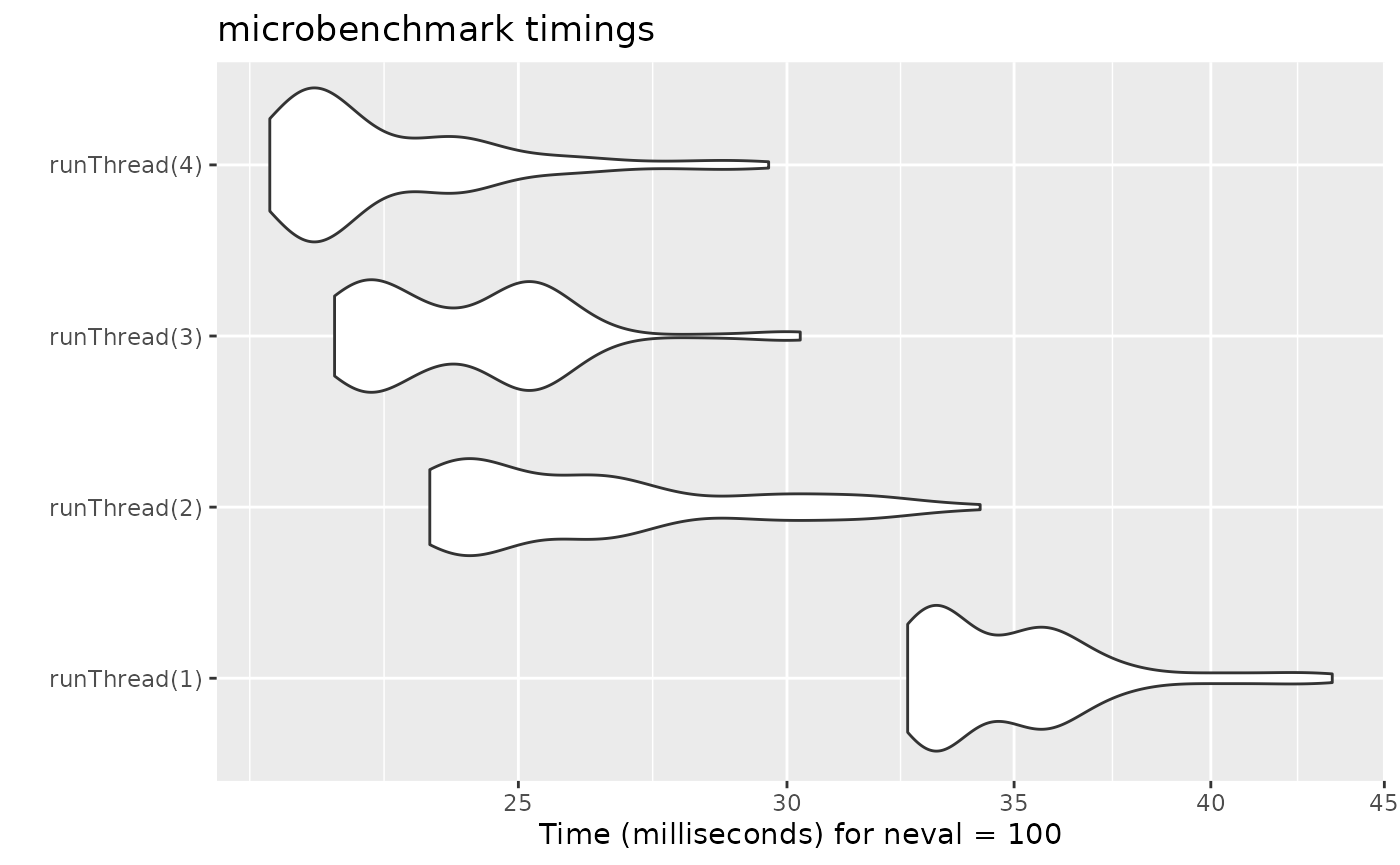 microbenchmark timings
runThread(4)
runThread(3)
runThread(2)
runThread(1)
25 30 35 40 45
Time (milliseconds) for neval = 100